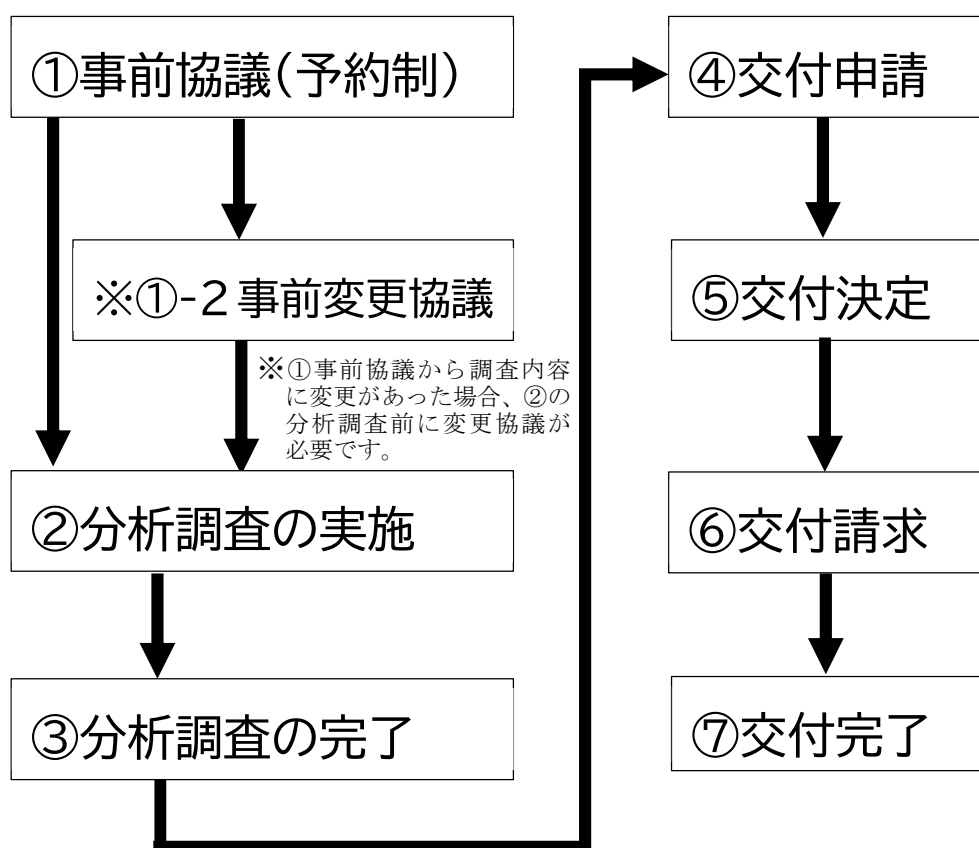 ①事前協議(予約制)
※①-2 事前変更協議
※①事前協議から調査内容
に変更があった場合、②の
分析調査前に変更協議が
必要です。
②分析調査の実施
③分析調査の完了
④交付申請
⑤交付決定
⑥交付請求
⑦交付完了